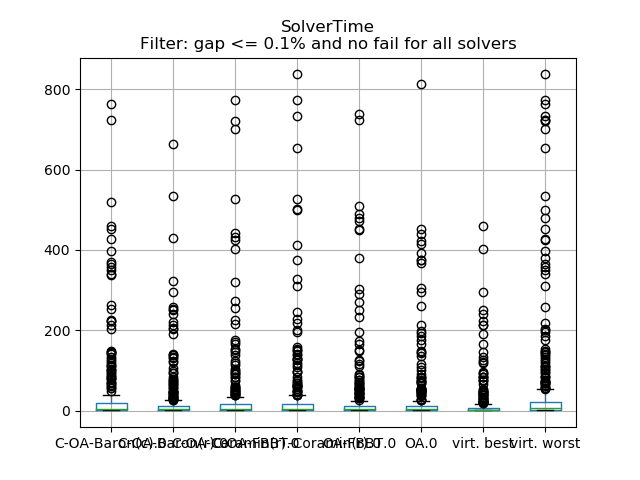 SolverTime
Filter: gap <= 0.1% and no fail for all solvers
800
600
400
200
0
OA.0 virt. best virt. worst